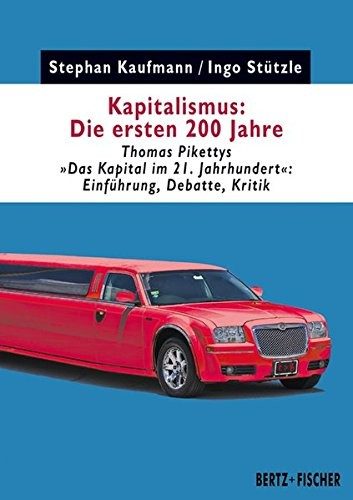 Stephan Kaufmann / Ingo Stützle
Kapitalismus:
Die ersten 200 Jahre
Thomas Pikettys
»Das Kapital im 21. Jahrhundert«:
Einführung, Debatte, Kritik
BERTZ+FISCHER